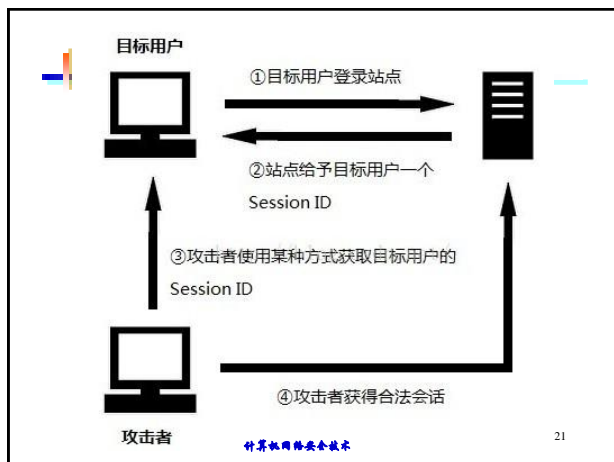 目标用户
①目标用户登录站点
②站点给予目标用户一个
Session ID
③攻击者使用某种方式获取目标用户的
Session ID
④攻击者获得合法会话
攻击者
计算机网络安全技术
21